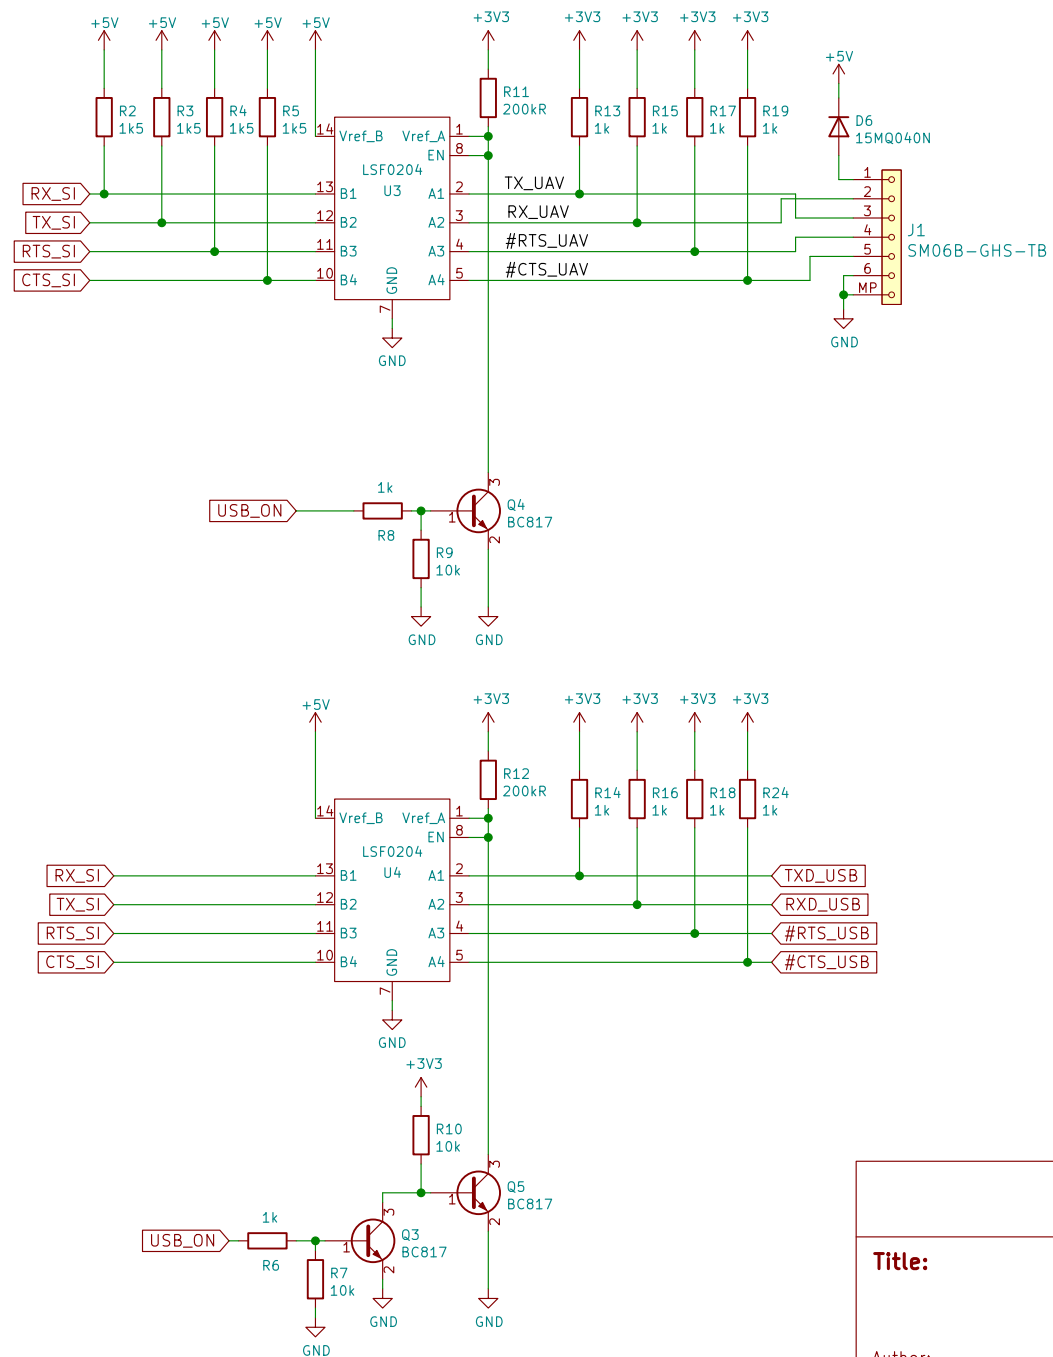 +5V +5V +5V +5V +5V +3V3 +3V3 +3V3 +3V3 +3V3
+5V
R2 1k5
R3 1k5
R4 1k5
R5 1k5
R11 200kR
R13 1k
R15 1k
R17 1k
R19 1k
D6
15MQ040N
14 Vref_B Vref_A 1
EN 8
LSF0204
U3
RX_SI 13 B1 A1 2 TX_UAV
TX_SI 12 B2 A2 3 RX_UAV
RTS_SI 11 B3 A3 4 #RTS_UAV
CTS_SI 10 B4 A4 5 #CTS_UAV
GND
7
GND
1
2
3
4
5
6
MP
J1
SM06B-GHS-TB
GND
USB_ON
1k
R8
R9
10k
GND
1
3
2
Q4
BC817
GND
+5V +3V3 +3V3 +3V3 +3V3 +3V3
R12 200kR
R14 1k
R16 1k
R18 1k
R24 1k
14 Vref_B Vref_A 1
EN 8
LSF0204
U4
RX_SI 13 B1 A1 2 TXD_USB
TX_SI 12 B2 A2 3 RXD_USB
RTS_SI 11 B3 A3 4 #RTS_USB
CTS_SI 10 B4 A4 5 #CTS_USB
GND
7
GND
+3V3
R10
10k
1
3
2
Q5
BC817
GND
USB_ON
1k
R6
R7
10k
GND
1
3
2
Q3
BC817
GND
Title:
Author: